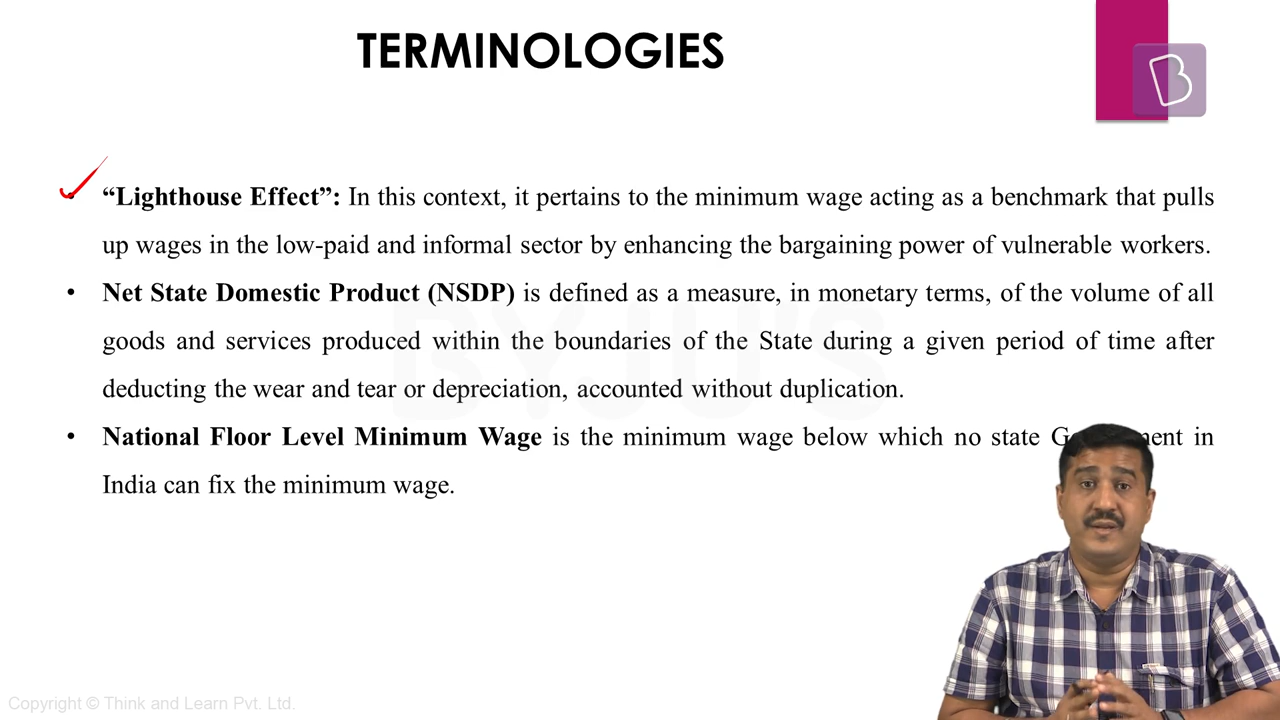 TERMINOLOGIES
• “Lighthouse Effect”: In this context, it pertains to the minimum wage acting as a benchmark that pulls
up wages in the low-paid and informal sector by enhancing the bargaining power of vulnerable workers.
• Net State Domestic Product (NSDP) is defined as a measure, in monetary terms, of the volume of all
goods and services produced within the boundaries of the State during a given period of time after
deducting the wear and tear or depreciation, accounted without duplication.
• National Floor Level Minimum Wage is the minimum wage below which no state in
India can fix the minimum wage.
BYJU'S
Copyright © Think and Learn Pvt. Ltd.